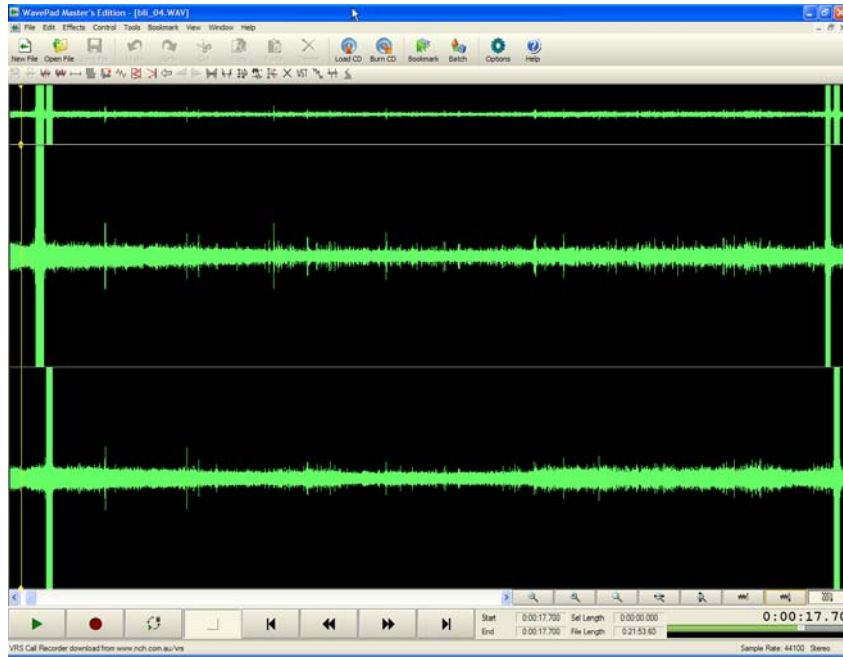 WavePad Master's Edition - [bli_04.WAV]
File Edit Effects Control Tools Bookmark View Window Help
New File Open File Load CD Burn CD Bookmark Batch Options Help
VST
Start 0:00:17.700 Sel Length 0:00:00.000 0:00:17.70
End 0:00:17.700 File Length 0:21:53.60
VRS Call Recorder download from www.nch.com.au/vrs Sample Rate: 44100 Stereo